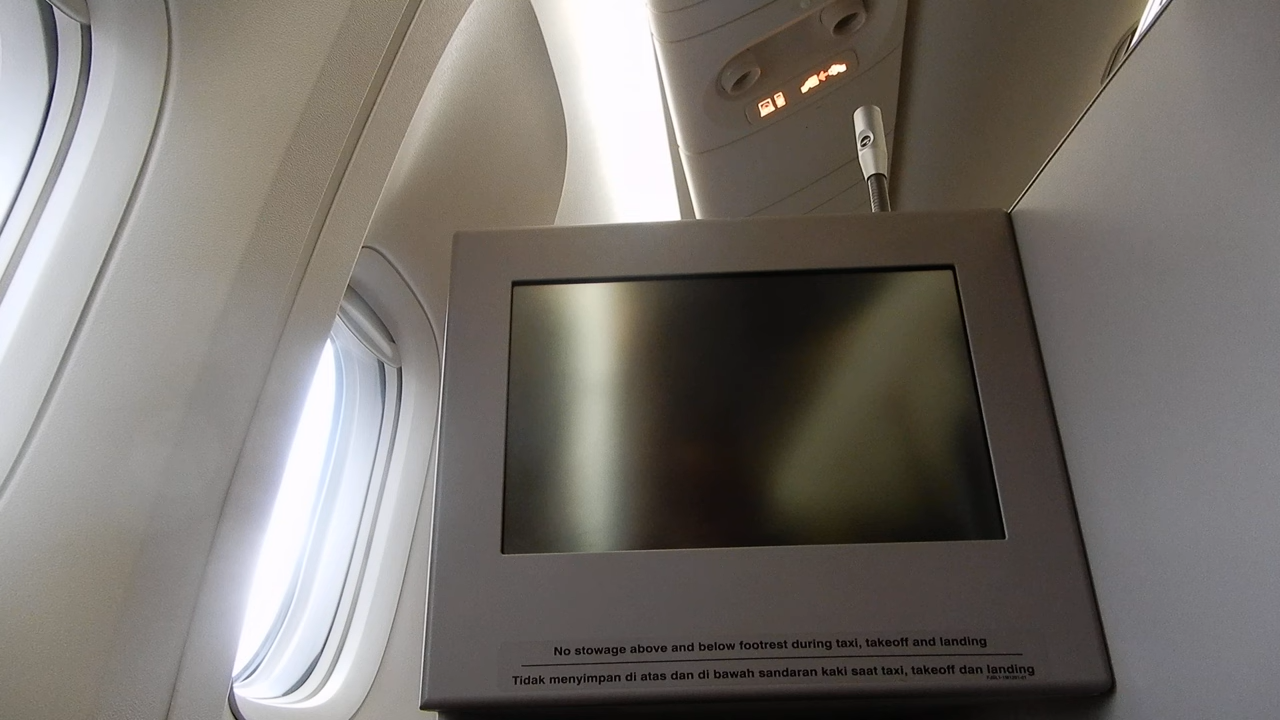 No stowage above and below footrest during taxi, takeoff and landing
Tidak menyimpan di atas dan di bawah sandaran kaki saat taxi, takeoff dan landing